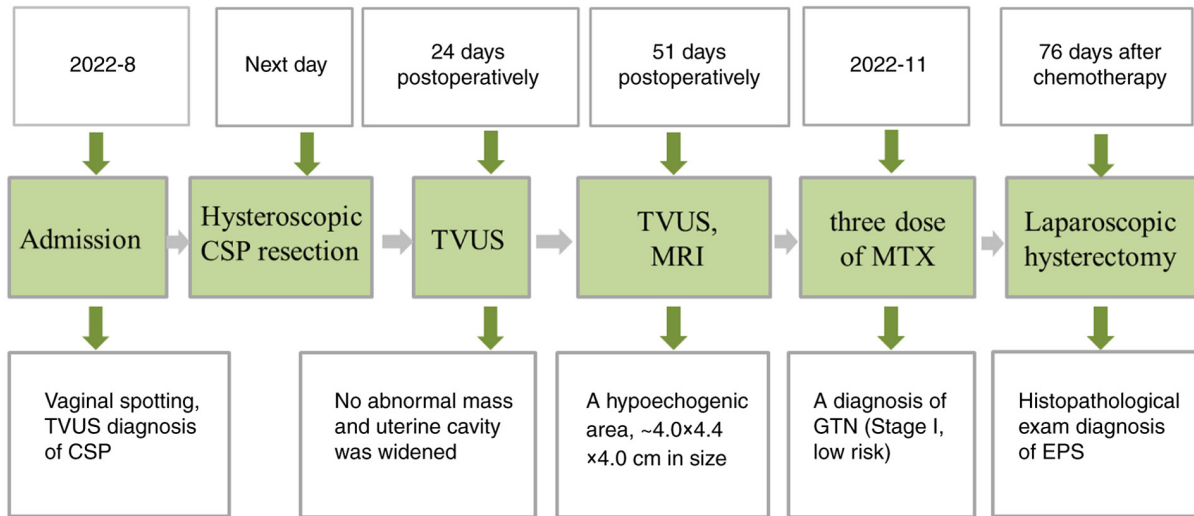 2022-8
Next day
24 days
postoperatively
51 days
postoperatively
2022-11
76 days after
chemotherapy
Admission
Hysteroscopic
CSP resection
TVUS
TVUS,
MRI
three dose
of MTX
Laparoscopic
hysterectomy
Vaginal spotting,
TVUS diagnosis
of CSP
No abnormal mass
and uterine cavity
was widened
A hypoechogenic
area, ~4.0×4.4
×4.0 cm in size
A diagnosis of
GTN (Stage I,
low risk)
Histopathological
exam diagnosis
of EPS